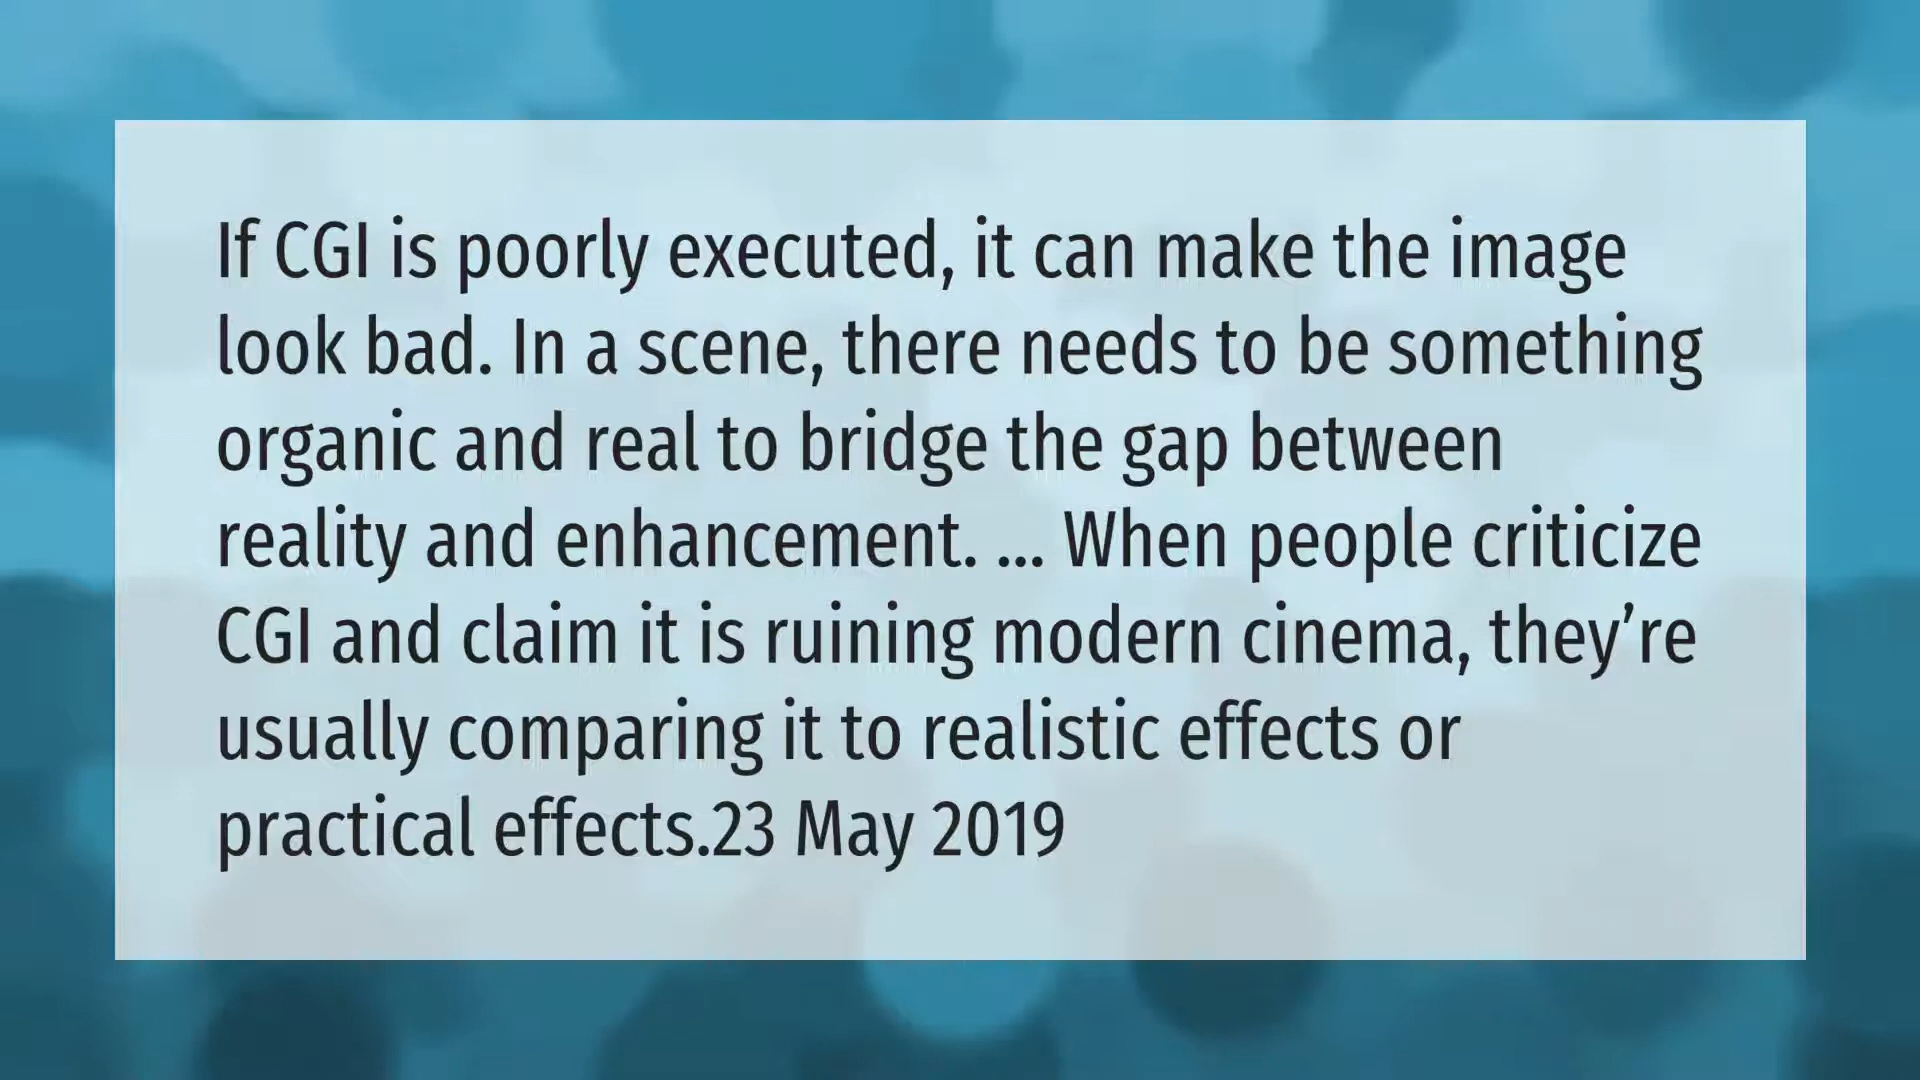 If CGI is poorly executed, it can make the image
look bad. In a scene, there needs to be something
organic and real to bridge the gap between
reality and enhancement. ... When people criticize
CGI and claim it is ruining modern cinema, they’re
usually comparing it to realistic effects or
practical effects.23 May 2019